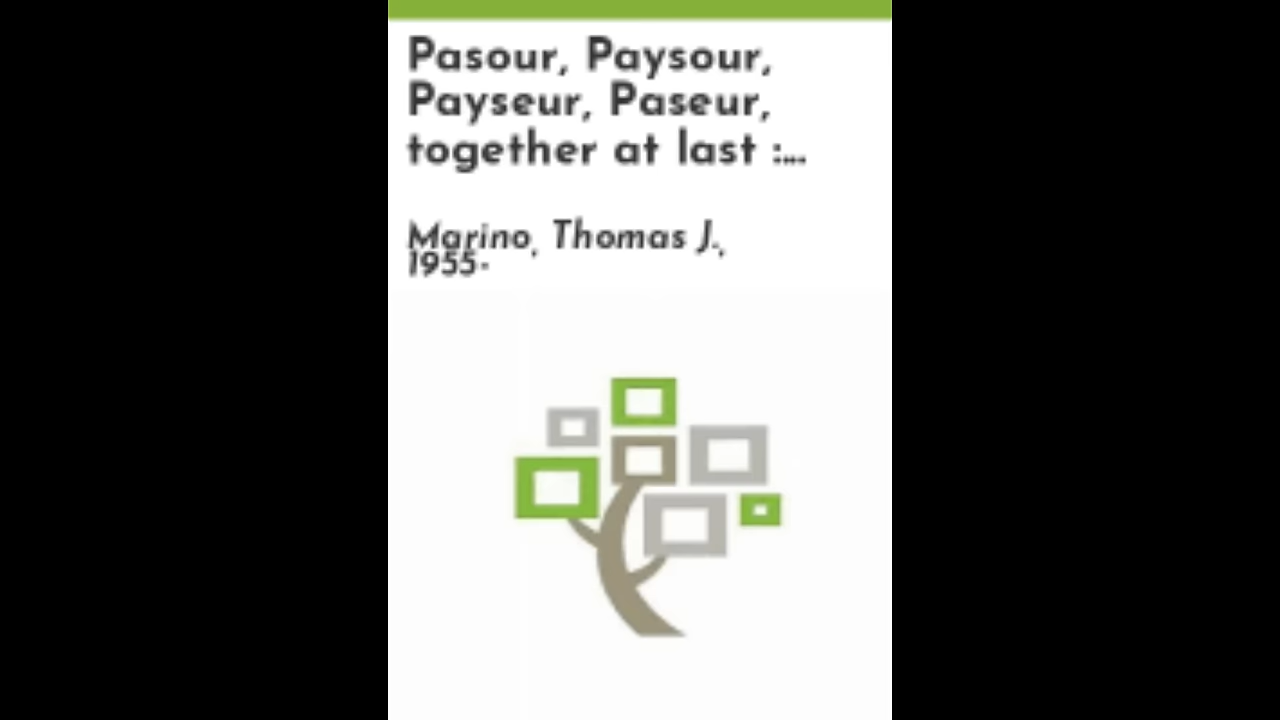 Pasour, Paysour,
Payseur, Paseur,
together at last :...
Marino, Thomas J.,
1955-